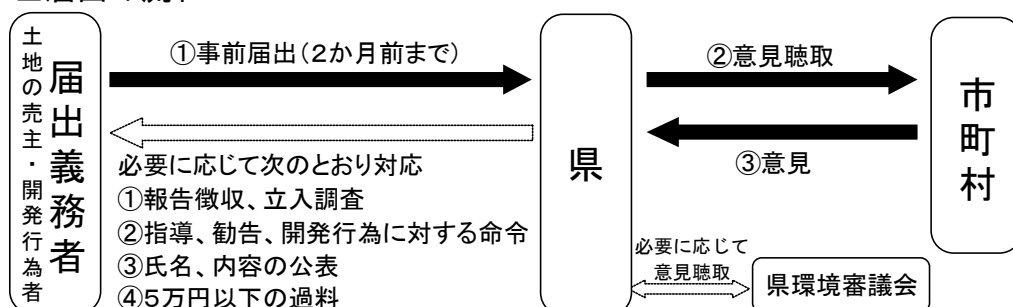 土地の売主・開発行為者
届出義務者
①事前届出(2か月前まで)
必要に応じて次のとおり対応
①報告徴収、立入調査
②指導、勧告、開発行為に対する命令
③氏名、内容の公表
④5万円以下の過料
県
②意見聴取
③意見
市町村
必要に応じて
意見聴取
県環境審議会